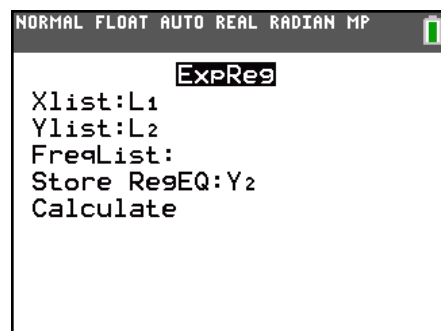 NORMAL FLOAT AUTO REAL RADIAN MP
ExpReg
Xlist:L₁
Ylist:L₂
FreqList:
Store RegEQ:Y₂
Calculate